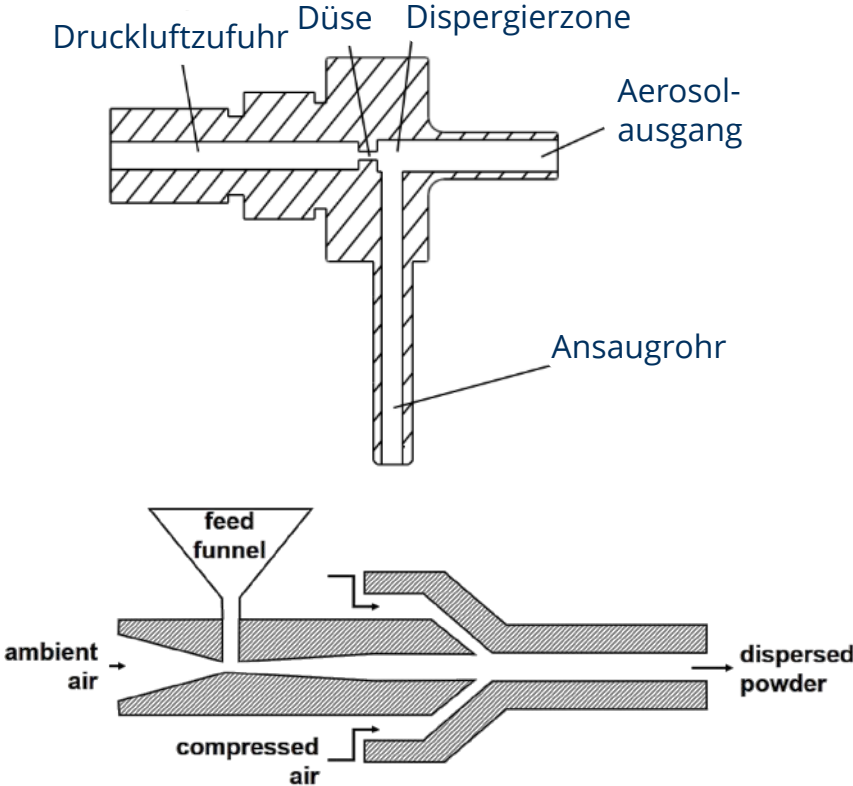 Druckluftzufuhr
Düse
Dispergierzone
Aerosol-
ausgang
Ansaugrohr
feed
funnel
ambient
air
compressed
air
dispersed
powder